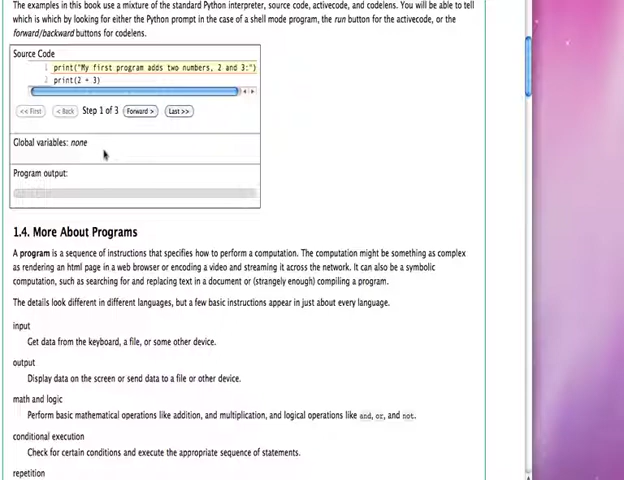 The examples in this book use a mixture of the standard Python interpreter, source code, activecode, and codelens. You will be able to tell
which is which by looking for either the Python prompt in the case of a shell mode program, the run button for the activecode, or the
forward/backward buttons for codelens.
Source Code
1 print("My first program adds two numbers, 2 and 3:")
2 print(2 + 3)
<< First < Back Step 1 of 3 Forward > Last >>
Global variables: none
Program output:
1.4. More About Programs
A program is a sequence of instructions that specifies how to perform a computation. The computation might be something as complex
as rendering an html page in a web browser or encoding a video and streaming it across the network. It can also be a symbolic
computation, such as searching for and replacing text in a document or (strangely enough) compiling a program.
The details look different in different languages, but a few basic instructions appear in just about every language.
input
Get data from the keyboard, a file, or some other device.
output
Display data on the screen or send data to a file or other device.
math and logic
Perform basic mathematical operations like addition, and multiplication, and logical operations like and, or, and not.
conditional execution
Check for certain conditions and execute the appropriate sequence of statements.
repetition